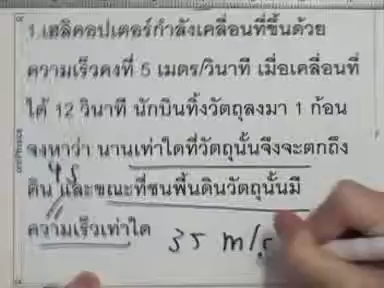 1.เฮลิคอปเตอร์กำลังเคลื่อนที่ขึ้นด้วย
ความเร็วคงที่ 5 เมตร/วินาที เมื่อเคลื่อนที่
ได้ 12 วินาที นักบินทิ้งวัตถุลงมา 1 ก้อน
จงหาว่า นานเท่าใดที่วัตถุนั้นจึงจะตกถึง
ดิน และขณะที่ชนพื้นดินวัตถุนั้นมี
ความเร็วเท่าใด 35 m/s